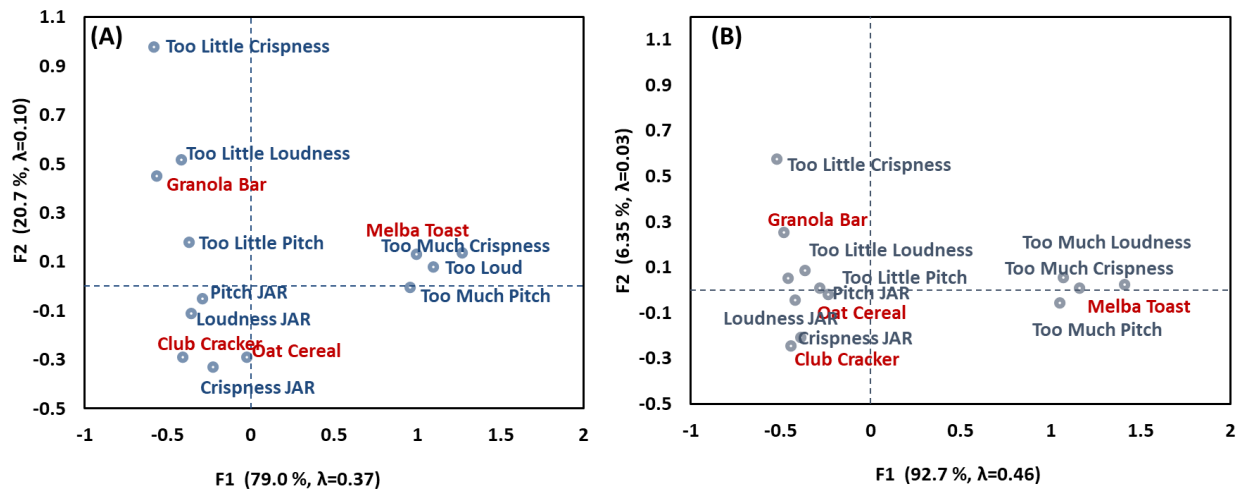 (A)
1.1
0.9
0.7
0.5
0.3
0.1
-0.1
-0.3
-0.5
F2 (20.7 %, λ=0.10)
Too Little Crispness
Too Little Loudness
Granola Bar
Too Little Pitch
Melba Toast
Too Much Crispness
Too Loud
Too Much Pitch
Pitch JAR
Loudness JAR
Club Cracker
Oat Cereal
Crispness JAR
-1
-0.5
0
0.5
1
1.5
2
F1 (79.0 %, λ=0.37)
(B)
1.1
0.9
0.7
0.5
0.3
0.1
-0.1
-0.3
-0.5
F2 (6.35 %, λ=0.03)
Too Little Crispness
Granola Bar
Too Little Loudness
Too Much Loudness
Too Much Crispness
Too Little Pitch
Pitch JAR
Melba Toast
Oat Cereal
Loudness JAR
Too Much Pitch
Crispness JAR
Club Cracker
-1
-0.5
0
0.5
1
1.5
2
F1 (92.7 %, λ=0.46)